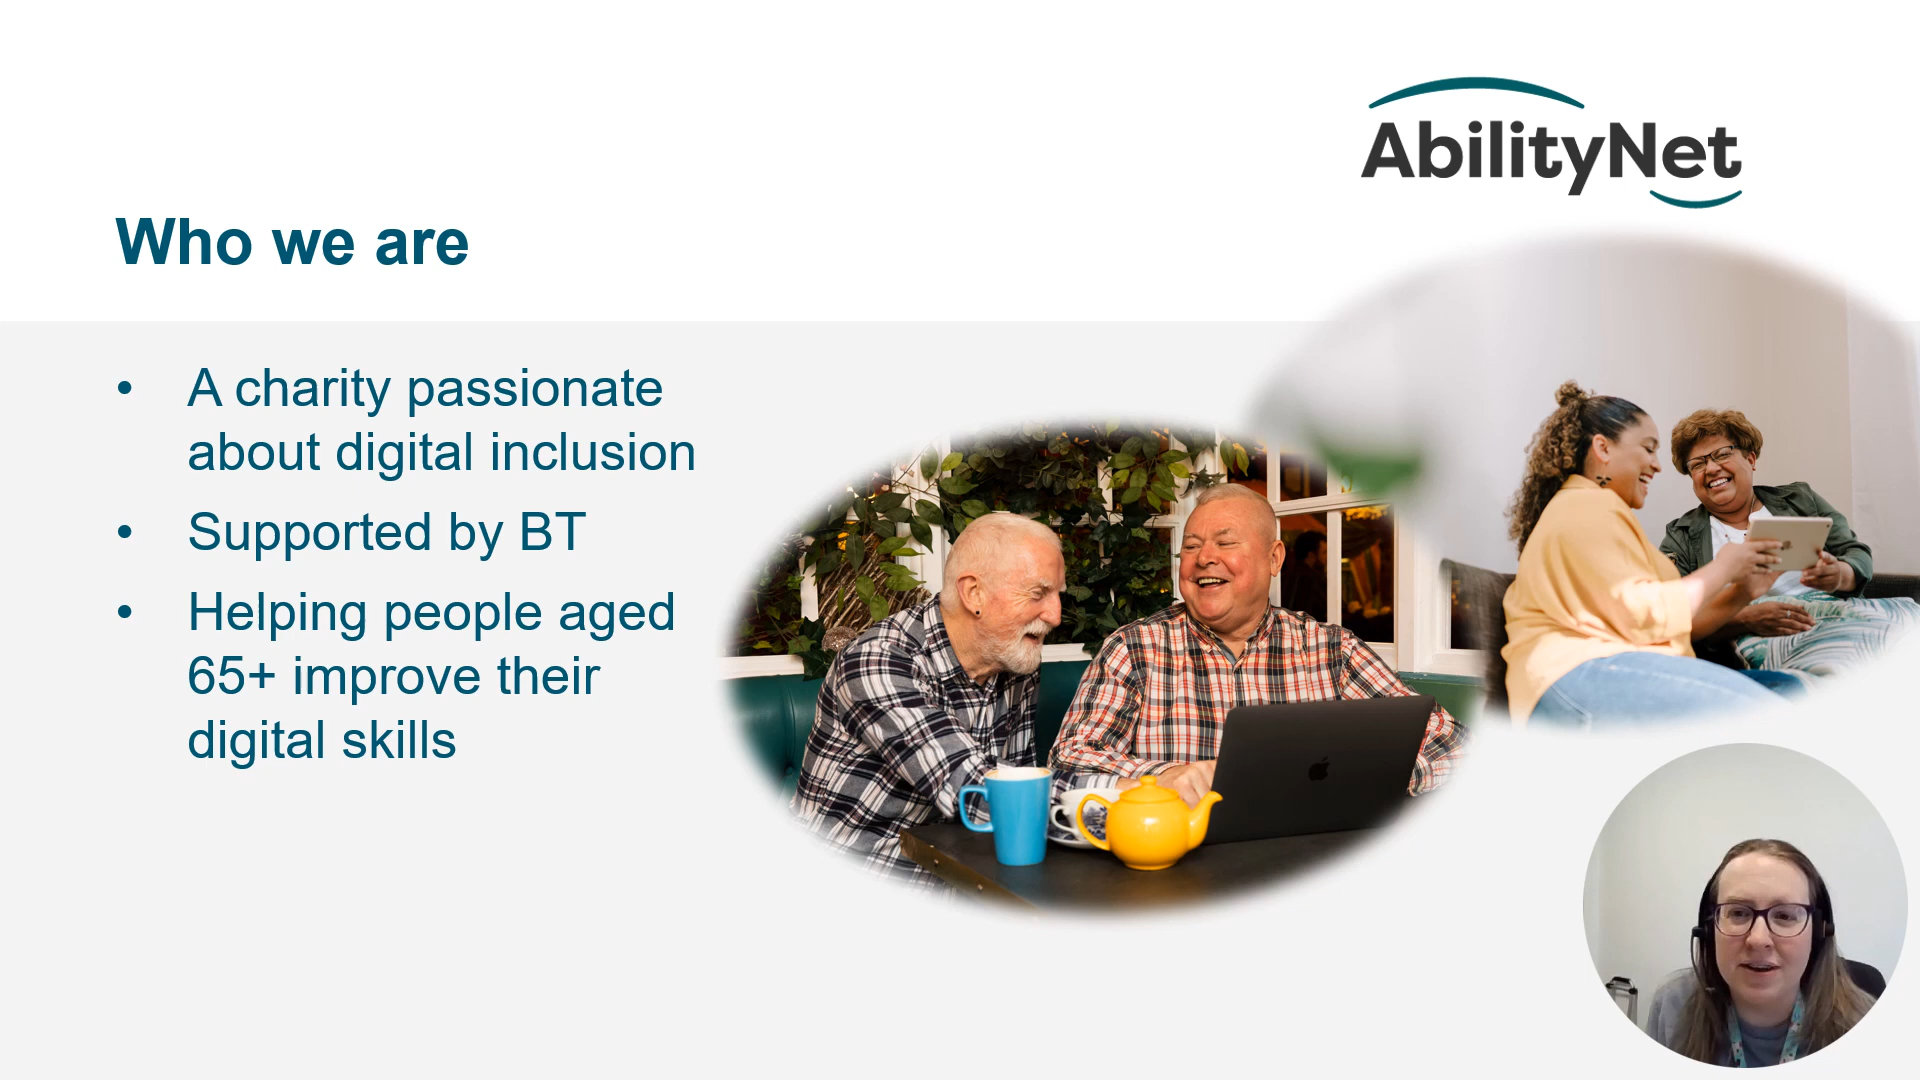 AbilityNet
Who we are
• A charity passionate
about digital inclusion
• Supported by BT
• Helping people aged
65+ improve their
digital skills